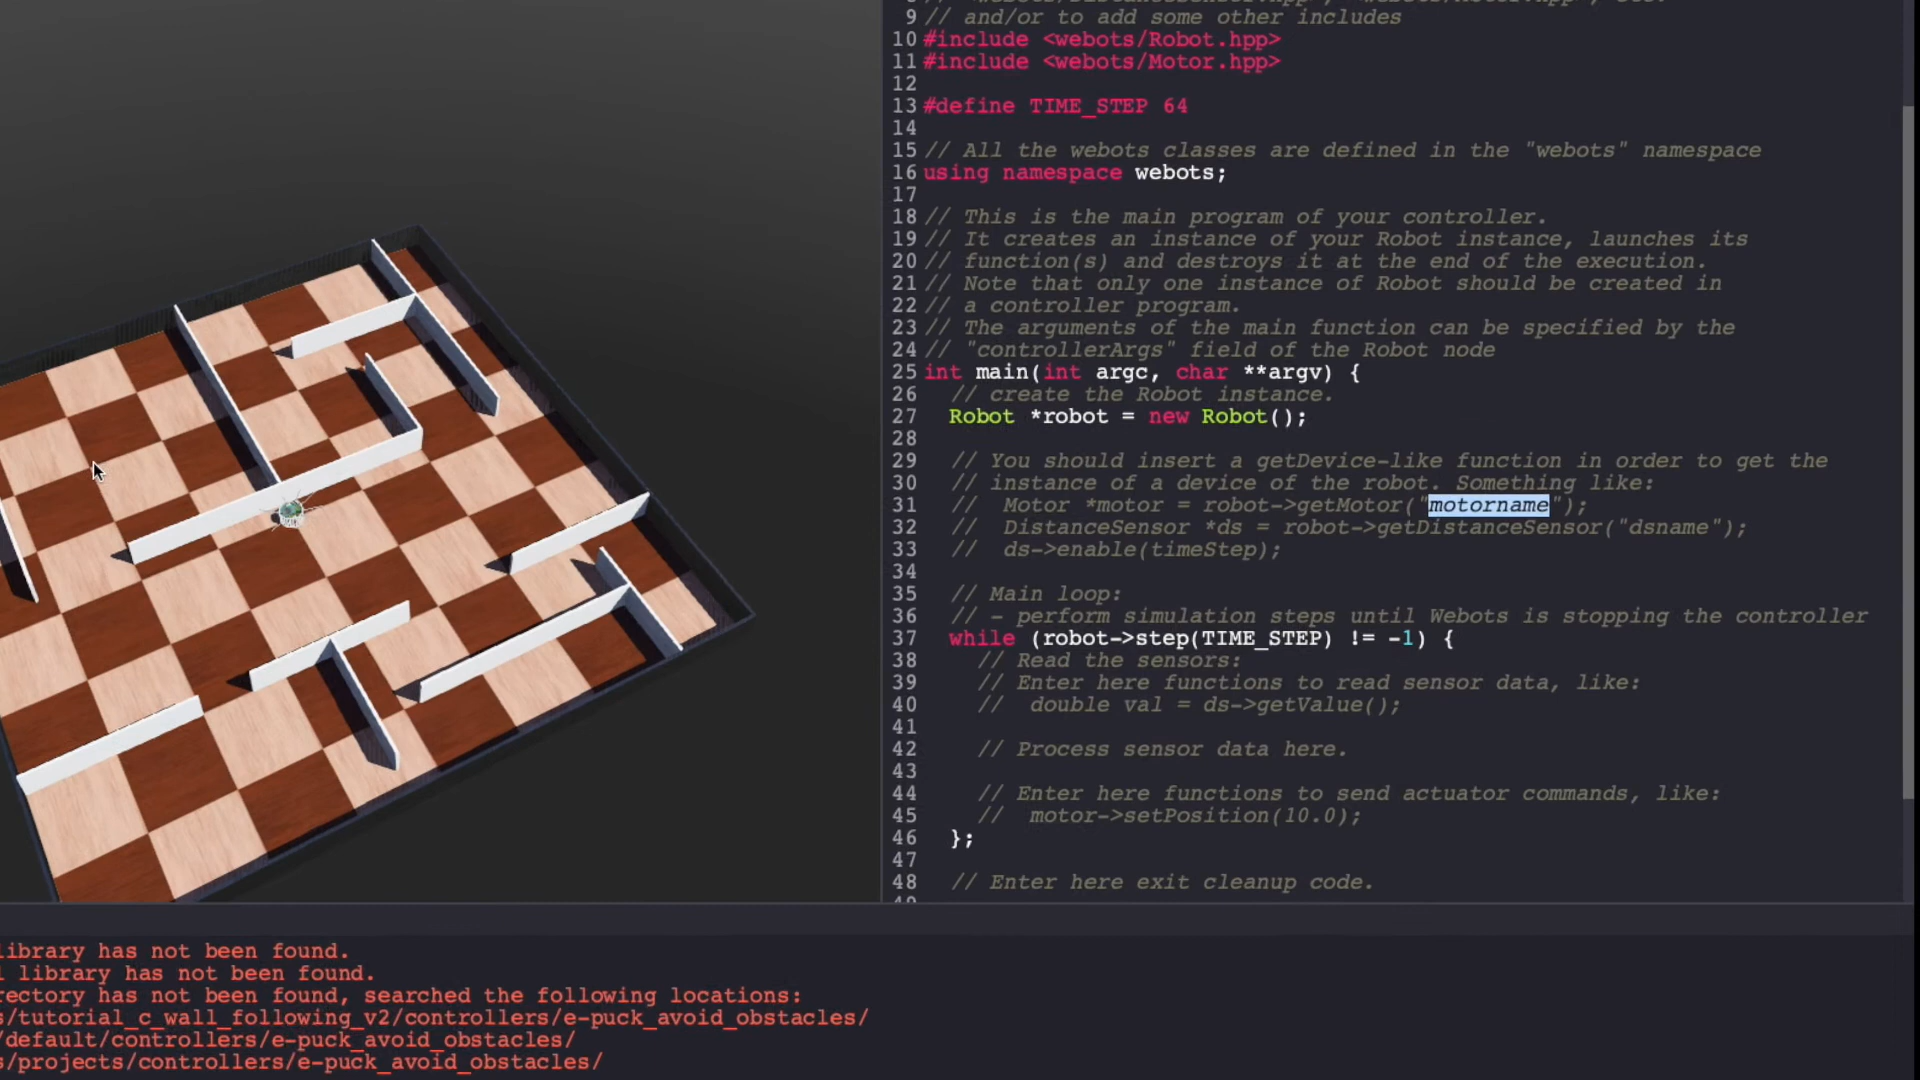 9 // and/or to add some other includes
10 #include <webots/Robot.hpp>
11 #include <webots/Motor.hpp>
12
13 #define TIME_STEP 64
14
15 // All the webots classes are defined in the "webots" namespace
16 using namespace webots;
17
18 // This is the main program of your controller.
19 // It creates an instance of your Robot instance, launches its
20 // function(s) and destroys it at the end of the execution.
21 // Note that only one instance of Robot should be created in
22 // a controller program.
23 // The arguments of the main function can be specified by the
24 // "controllerArgs" field of the Robot node
25 int main(int argc, char **argv) {
26 // create the Robot instance.
27 Robot *robot = new Robot();
28
29 // You should insert a getDevice-like function in order to get the
30 // instance of a device of the robot. Something like:
31 // Motor *motor = robot->getMotor("motorname");
32 // DistanceSensor *ds = robot->getDistanceSensor("dsname");
33 // ds->enable(timeStep);
34
35 // Main loop:
36 // - perform simulation steps until Webots is stopping the controller
37 while (robot->step(TIME_STEP) != -1) {
38 // Read the sensors:
39 // Enter here functions to read sensor data, like:
40 // double val = ds->getValue();
41
42 // Process sensor data here.
43
44 // Enter here functions to send actuator commands, like:
45 // motor->setPosition(10.0);
46 };
47
48 // Enter here exit cleanup code.
library has not been found.
l library has not been found.
rectory has not been found, searched the following locations:
s/tutorial_c_wall_following_v2/controllers/e-puck_avoid_obstacles/
/default/controllers/e-puck_avoid_obstacles/
s/projects/controllers/e-puck_avoid_obstacles/